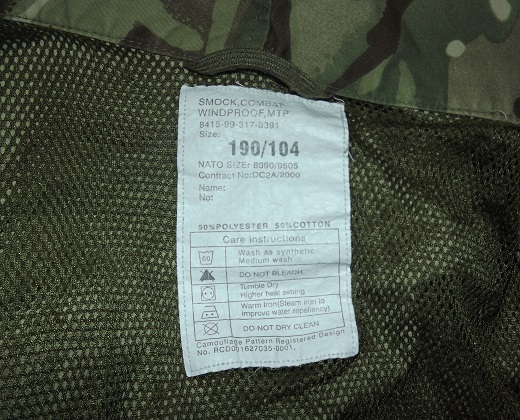 SMOCK, COMBAT
WINDPROOF, MTP
8415-99-317-8391
Size:
190/104
NATO SIZE: 8090/9505
Contract No:DC2A/2000
Name:
No:
50%POLYESTER 50%COTTON
Care instructions
60
Wash as synthetic
Medium wash
DO NOT BLEACH
Tumble Dry
Higher heat setting
Warm Iron(Steam iron to
improve water repellancy)
DO NOT DRY CLEAN
Camouflage Pattern Registered Design
No. RCD001627035-0001.